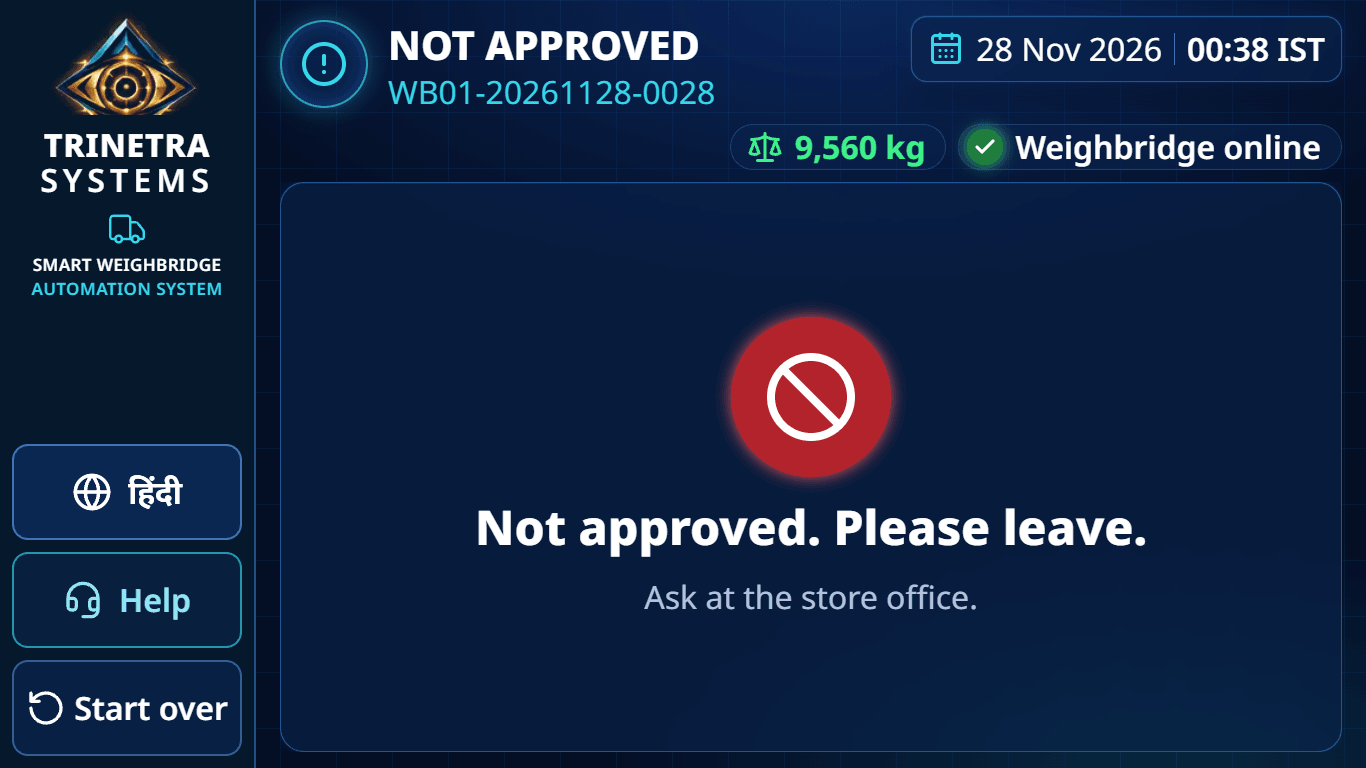 TRINETRA
SYSTEMS
SMART WEIGHBRIDGE
AUTOMATION SYSTEM
हिंदी
Help
Start over
NOT APPROVED
WB01-20261128-0028
28 Nov 2026 00:38 IST
9,560 kg
Weighbridge online
Not approved. Please leave.
Ask at the store office.